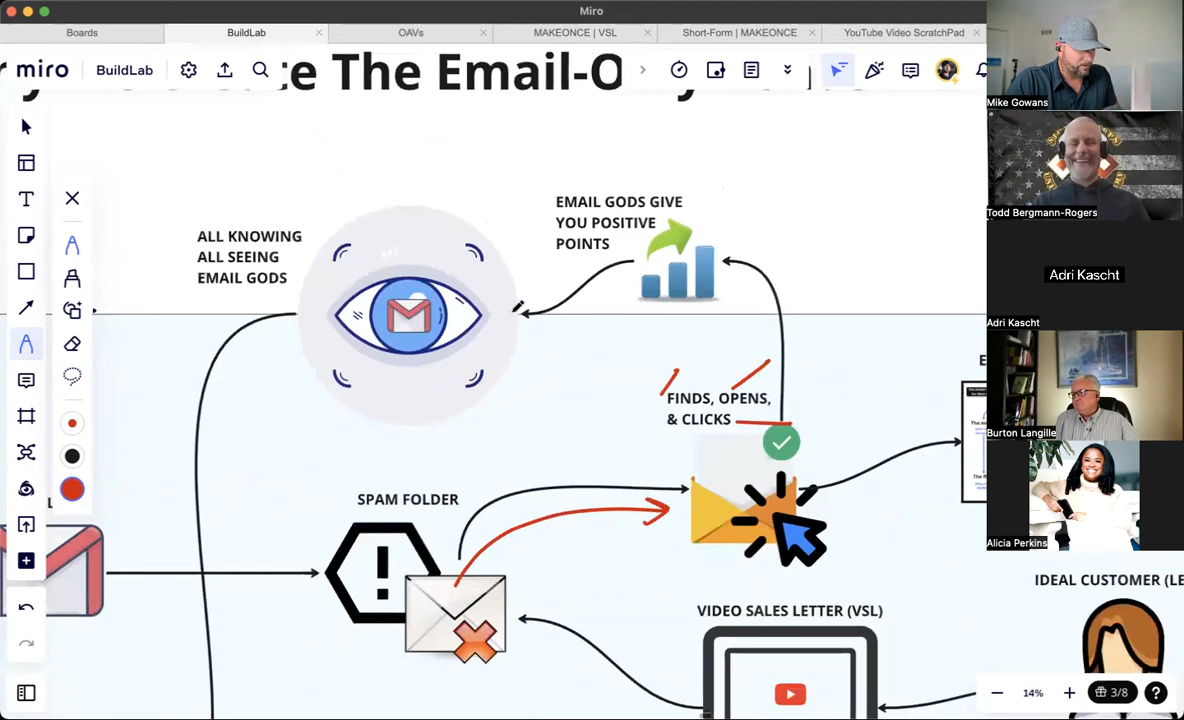 Miro
Boards
BuildLab
OAVs
MAKEONCE | VSL
Short-Form | MAKEONCE
YouTube Video ScratchPad
miro
BuildLab
te The Email-O
Mike Gowans
Todd Bergmann-Rogers
Adri Kascht
Adri Kascht
Burton Langille
Alicia Perkins
EMAIL GODS GIVE
YOU POSITIVE
POINTS
ALL KNOWING
ALL SEEING
EMAIL GODS
FINDS, OPENS,
& CLICKS
SPAM FOLDER
VIDEO SALES LETTER (VSL)
IDEAL CUSTOMER (LE
14%
3/8